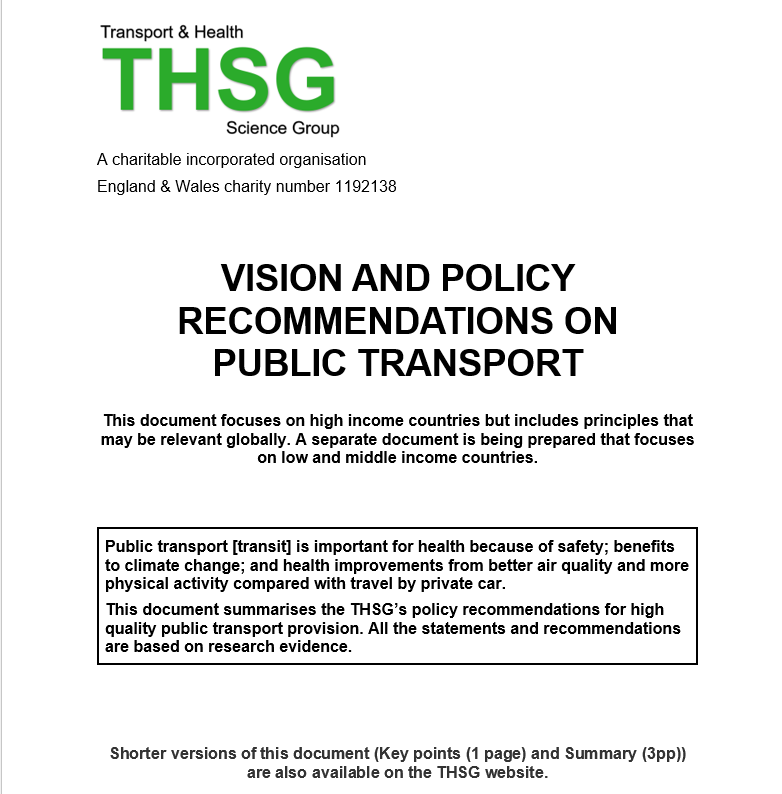 Transport & Health
THSG
Science Group
A charitable incorporated organisation
England & Wales charity number 1192138
VISION AND POLICY
RECOMMENDATIONS ON
PUBLIC TRANSPORT
This document focuses on high income countries but includes principles that
may be relevant globally. A separate document is being prepared that focuses
on low and middle income countries.
Public transport [transit] is important for health because of safety; benefits
to climate change; and health improvements from better air quality and more
physical activity compared with travel by private car.
This document summarises the THSG’s policy recommendations for high
quality public transport provision. All the statements and recommendations
are based on research evidence.
Shorter versions of this document (Key points (1 page) and Summary (3pp))
are also available on the THSG website.